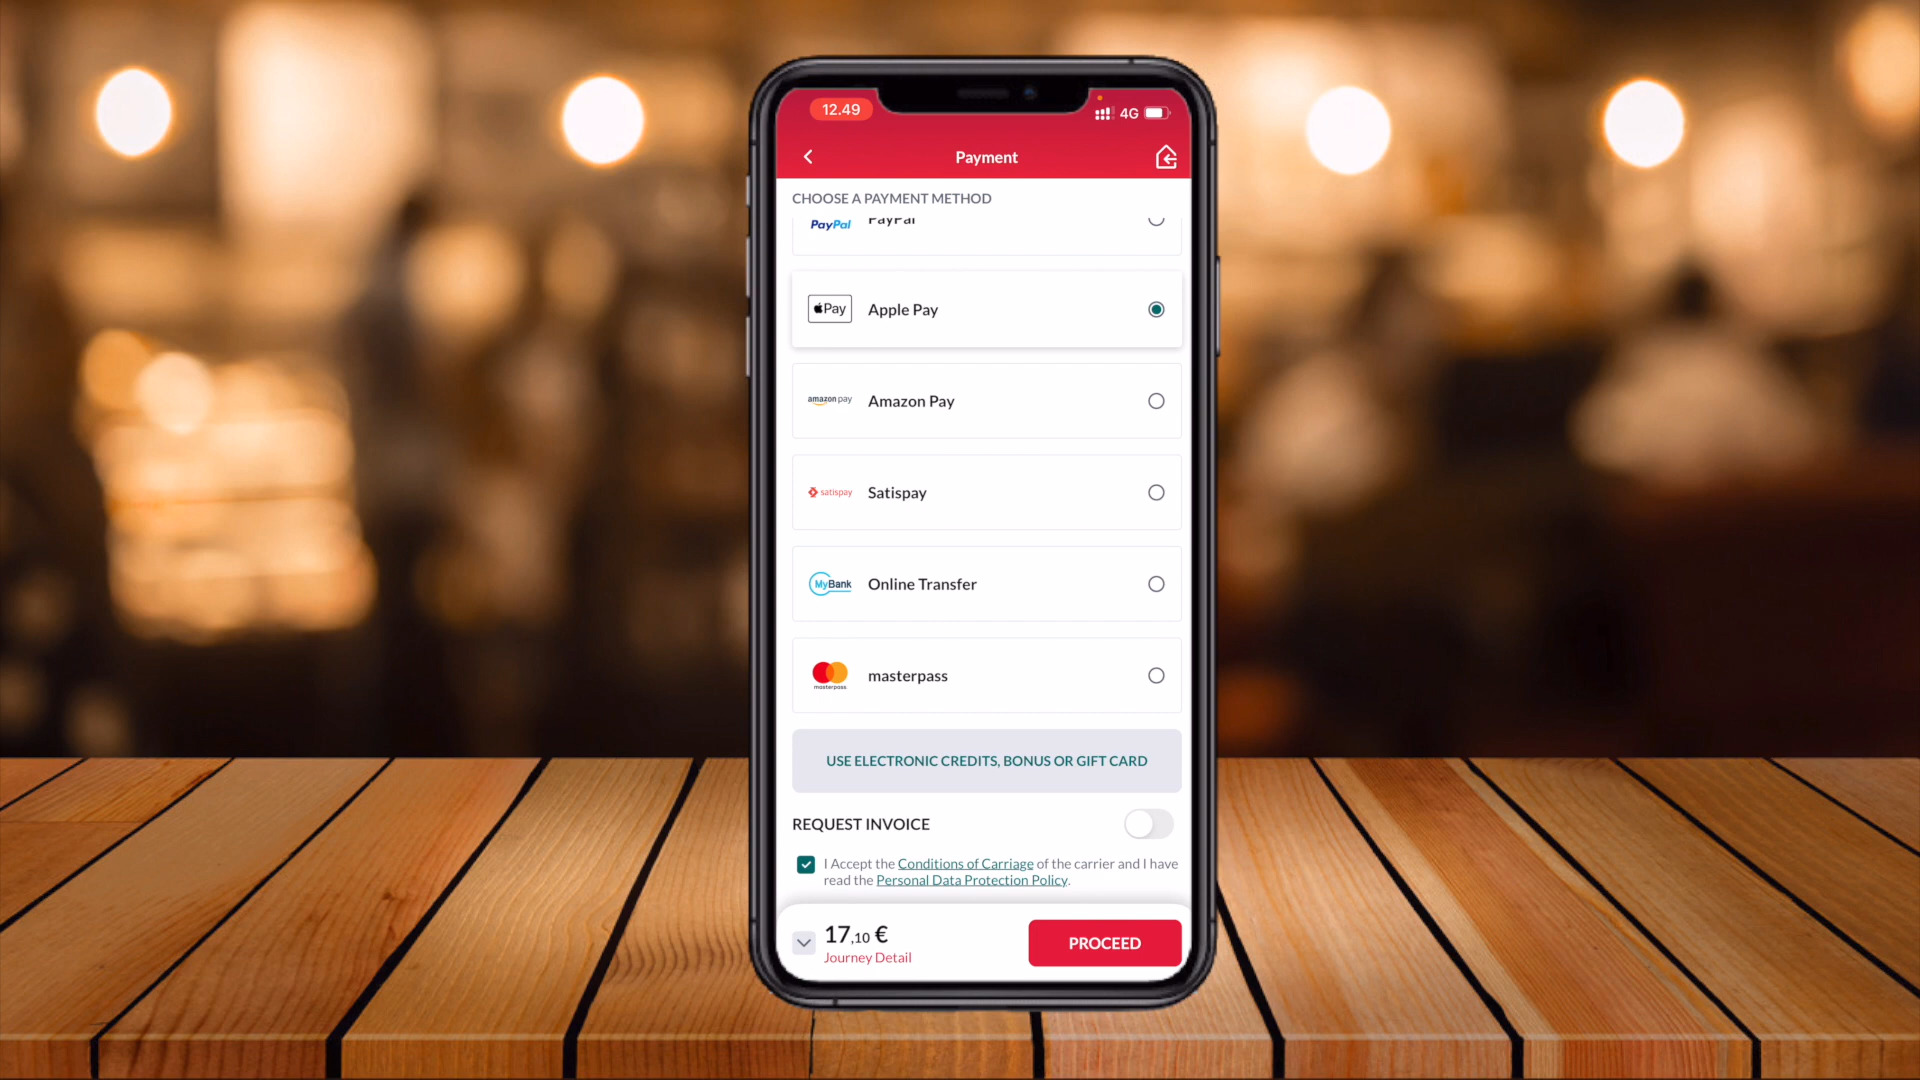 12.49
4G
Payment
CHOOSE A PAYMENT METHOD
PayPal PayPal
Pay Apple Pay
amazon pay Amazon Pay
satispay Satispay
MyBank Online Transfer
masterpass masterpass
USE ELECTRONIC CREDITS, BONUS OR GIFT CARD
REQUEST INVOICE
I Accept the Conditions of Carriage of the carrier and I have
read the Personal Data Protection Policy.
17,10 €
Journey Detail
PROCEED